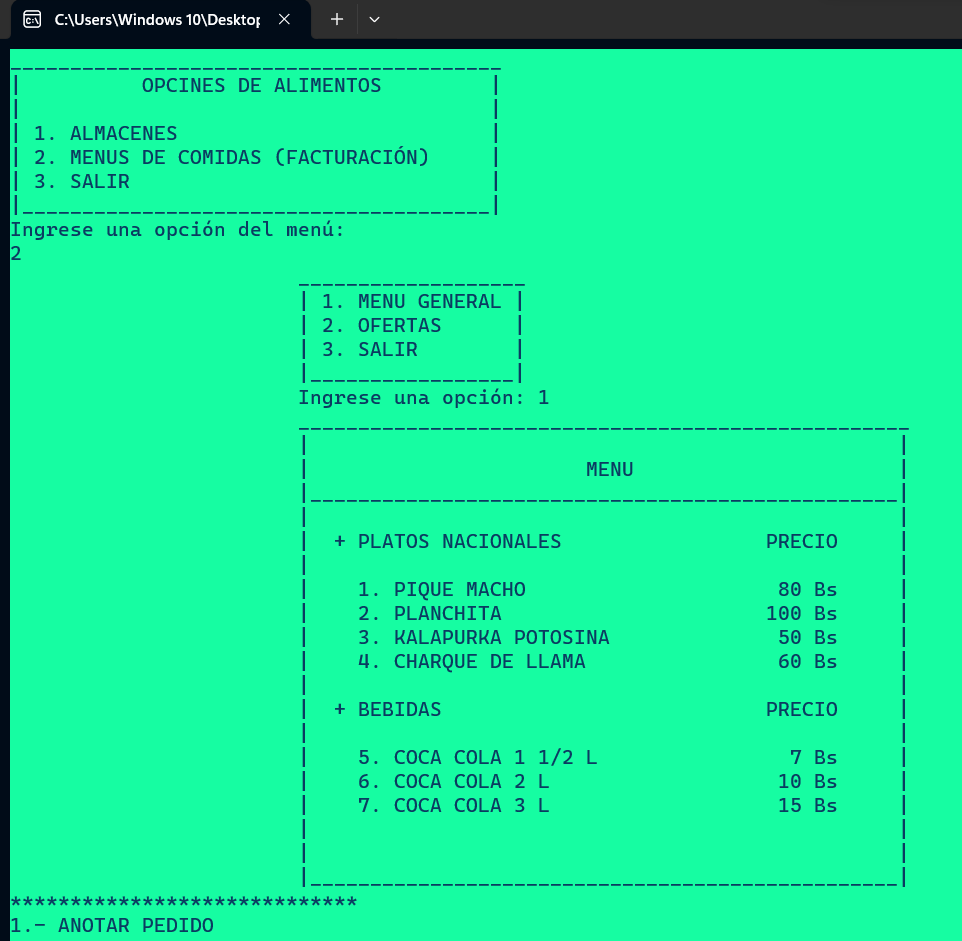 C:\Users\Windows 10\Desktop
OPCINES DE ALIMENTOS
1. ALMACENES
2. MENUS DE COMIDAS (FACTURACIÓN)
3. SALIR
Ingrese una opción del menú:
2
1. MENU GENERAL
2. OFERTAS
3. SALIR
Ingrese una opción: 1
MENU
+ PLATOS NACIONALES PRECIO
1. PIQUE MACHO 80 Bs
2. PLANCHITA 100 Bs
3. KALAPURKA POTOSINA 50 Bs
4. CHARQUE DE LLAMA 60 Bs
+ BEBIDAS PRECIO
5. COCA COLA 1 1/2 L 7 Bs
6. COCA COLA 2 L 10 Bs
7. COCA COLA 3 L 15 Bs
*****************************
1.- ANOTAR PEDIDO